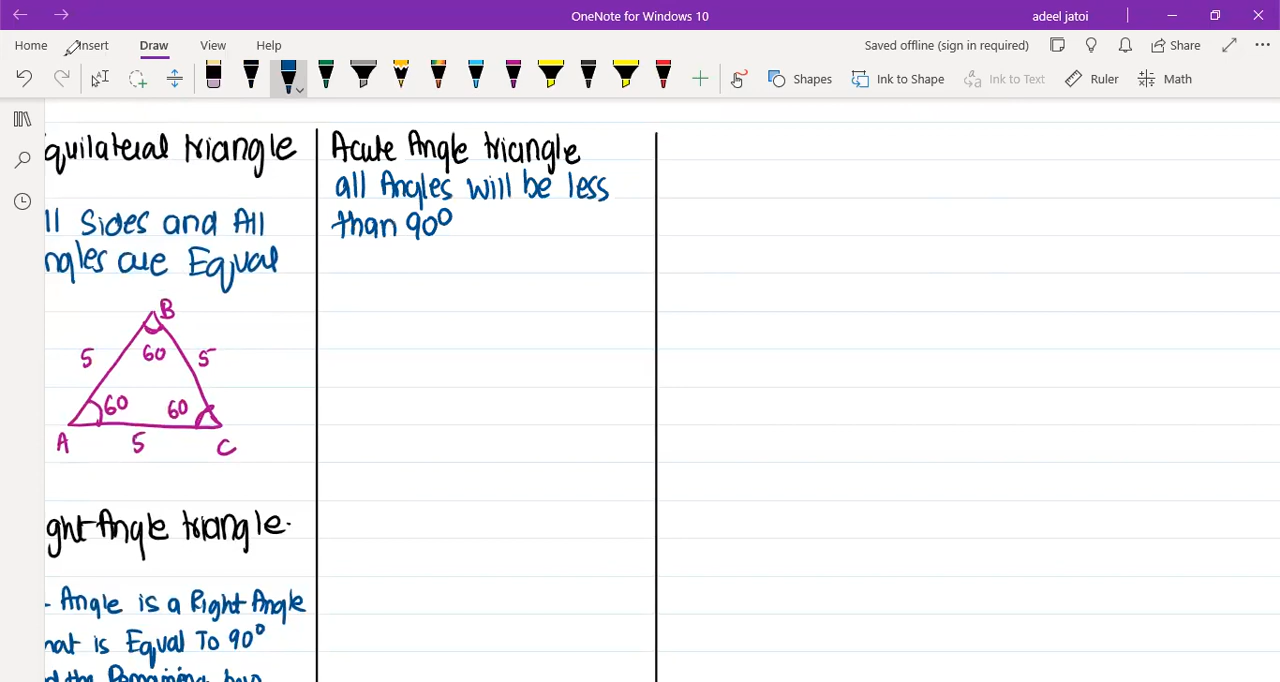 OneNote for Windows 10
adeel jatoi
Home
Insert
Draw
View
Help
Saved offline (sign in required)
Share
Shapes
Ink to Shape
Ink to Text
Ruler
Math
quilateral triangle
ll Sides and All
ngles are Equal
B
5
60
5
60
60
A
5
C
ght Angle triangle.
Angle is a Right Angle
hat is Equal To 90°
d the Remaining two
Acute Angle triangle
all Angles will be less
than 90°